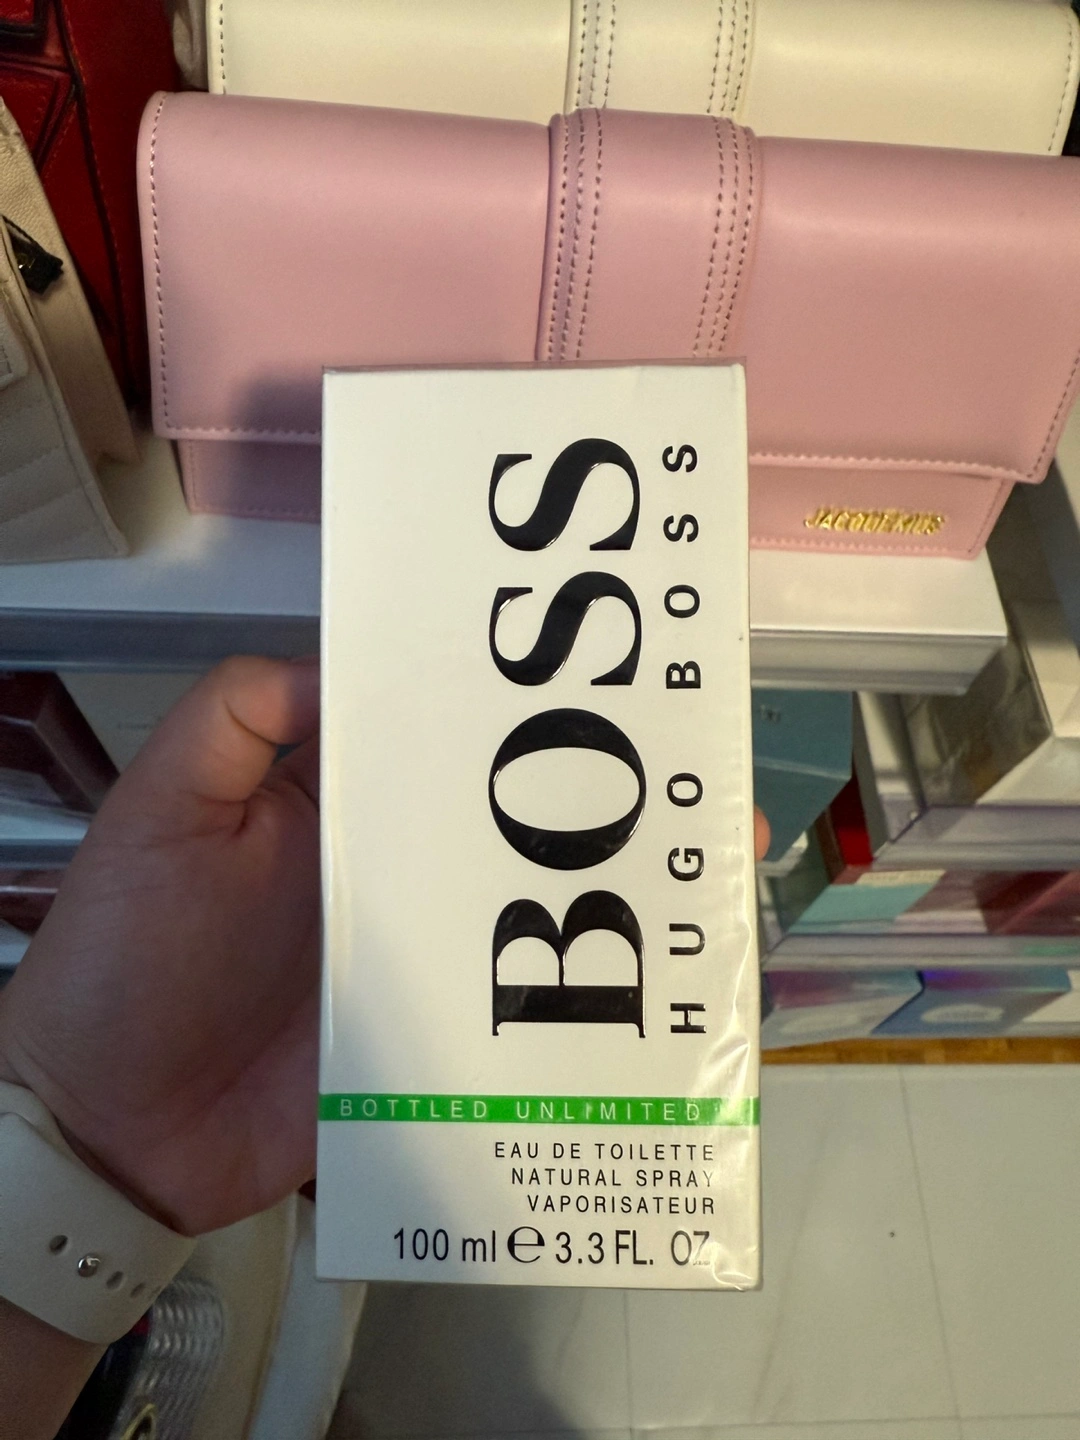 JACQUEMUS
BOSS
HUGO BOSS
BOTTLED UNLIMITED
EAU DE TOILETTE
NATURAL SPRAY
VAPORISATEUR
100 ml ℮ 3.3 FL. OZ.